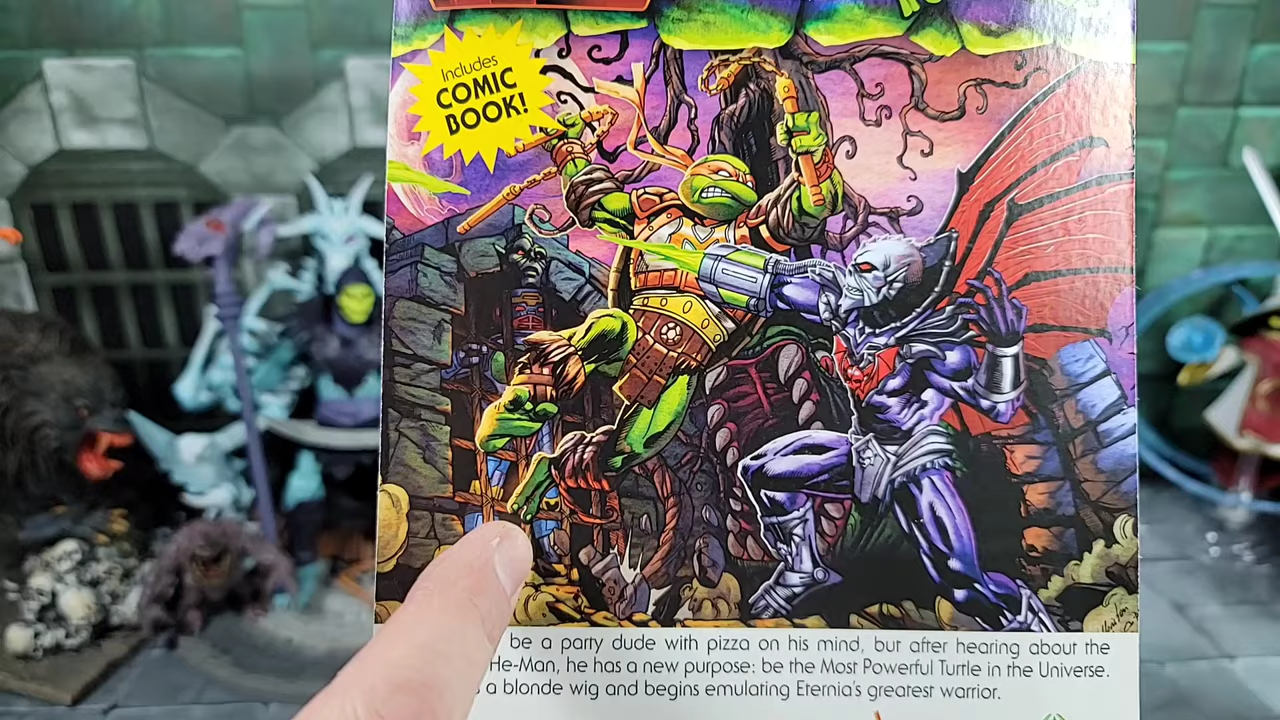 Includes
COMIC
BOOK!
be a party dude with pizza on his mind, but after hearing about the
He-Man, he has a new purpose: be the Most Powerful Turtle in the Universe.
a blonde wig and begins emulating Eternia's greatest warrior.